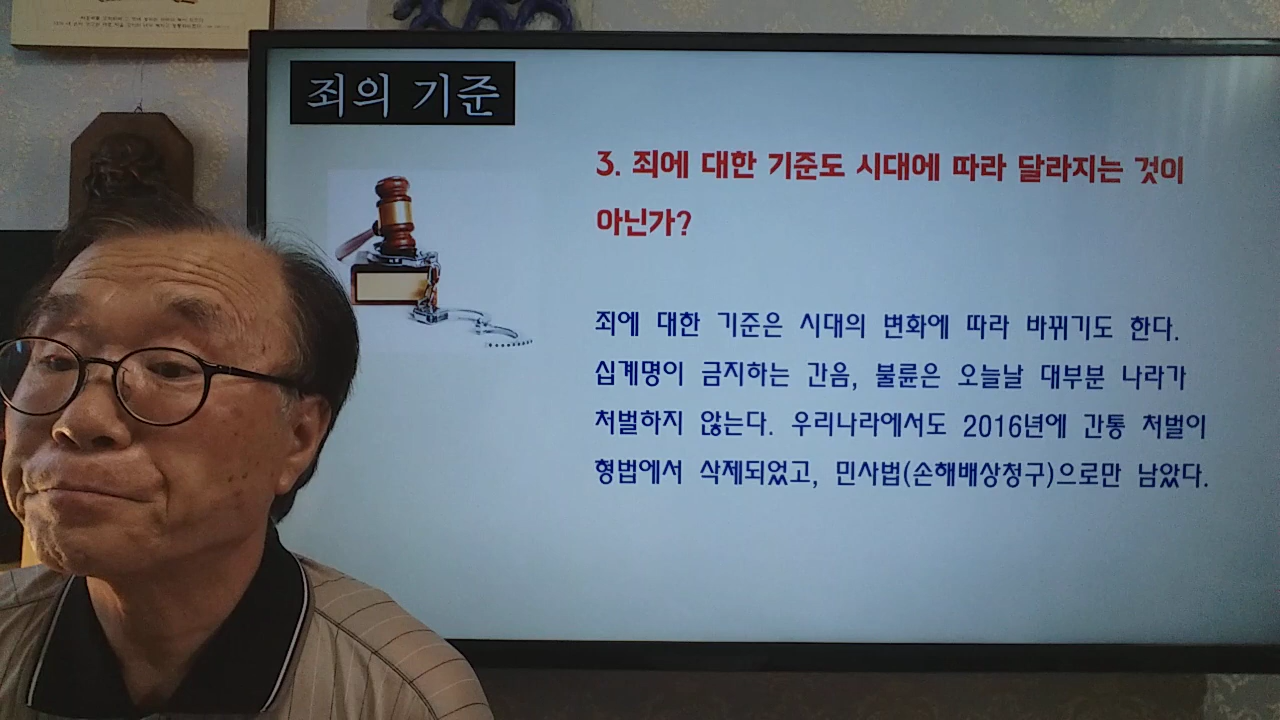 죄의 기준
3. 죄에 대한 기준도 시대에 따라 달라지는 것이
아닌가?
죄에 대한 기준은 시대의 변화에 따라 바뀌기도 한다.
십계명이 금지하는 간음, 불륜은 오늘날 대부분 나라가
처벌하지 않는다. 우리나라에서도 2016년에 간통 처벌이
형법에서 삭제되었고, 민사법(손해배상청구)으로만 남았다.